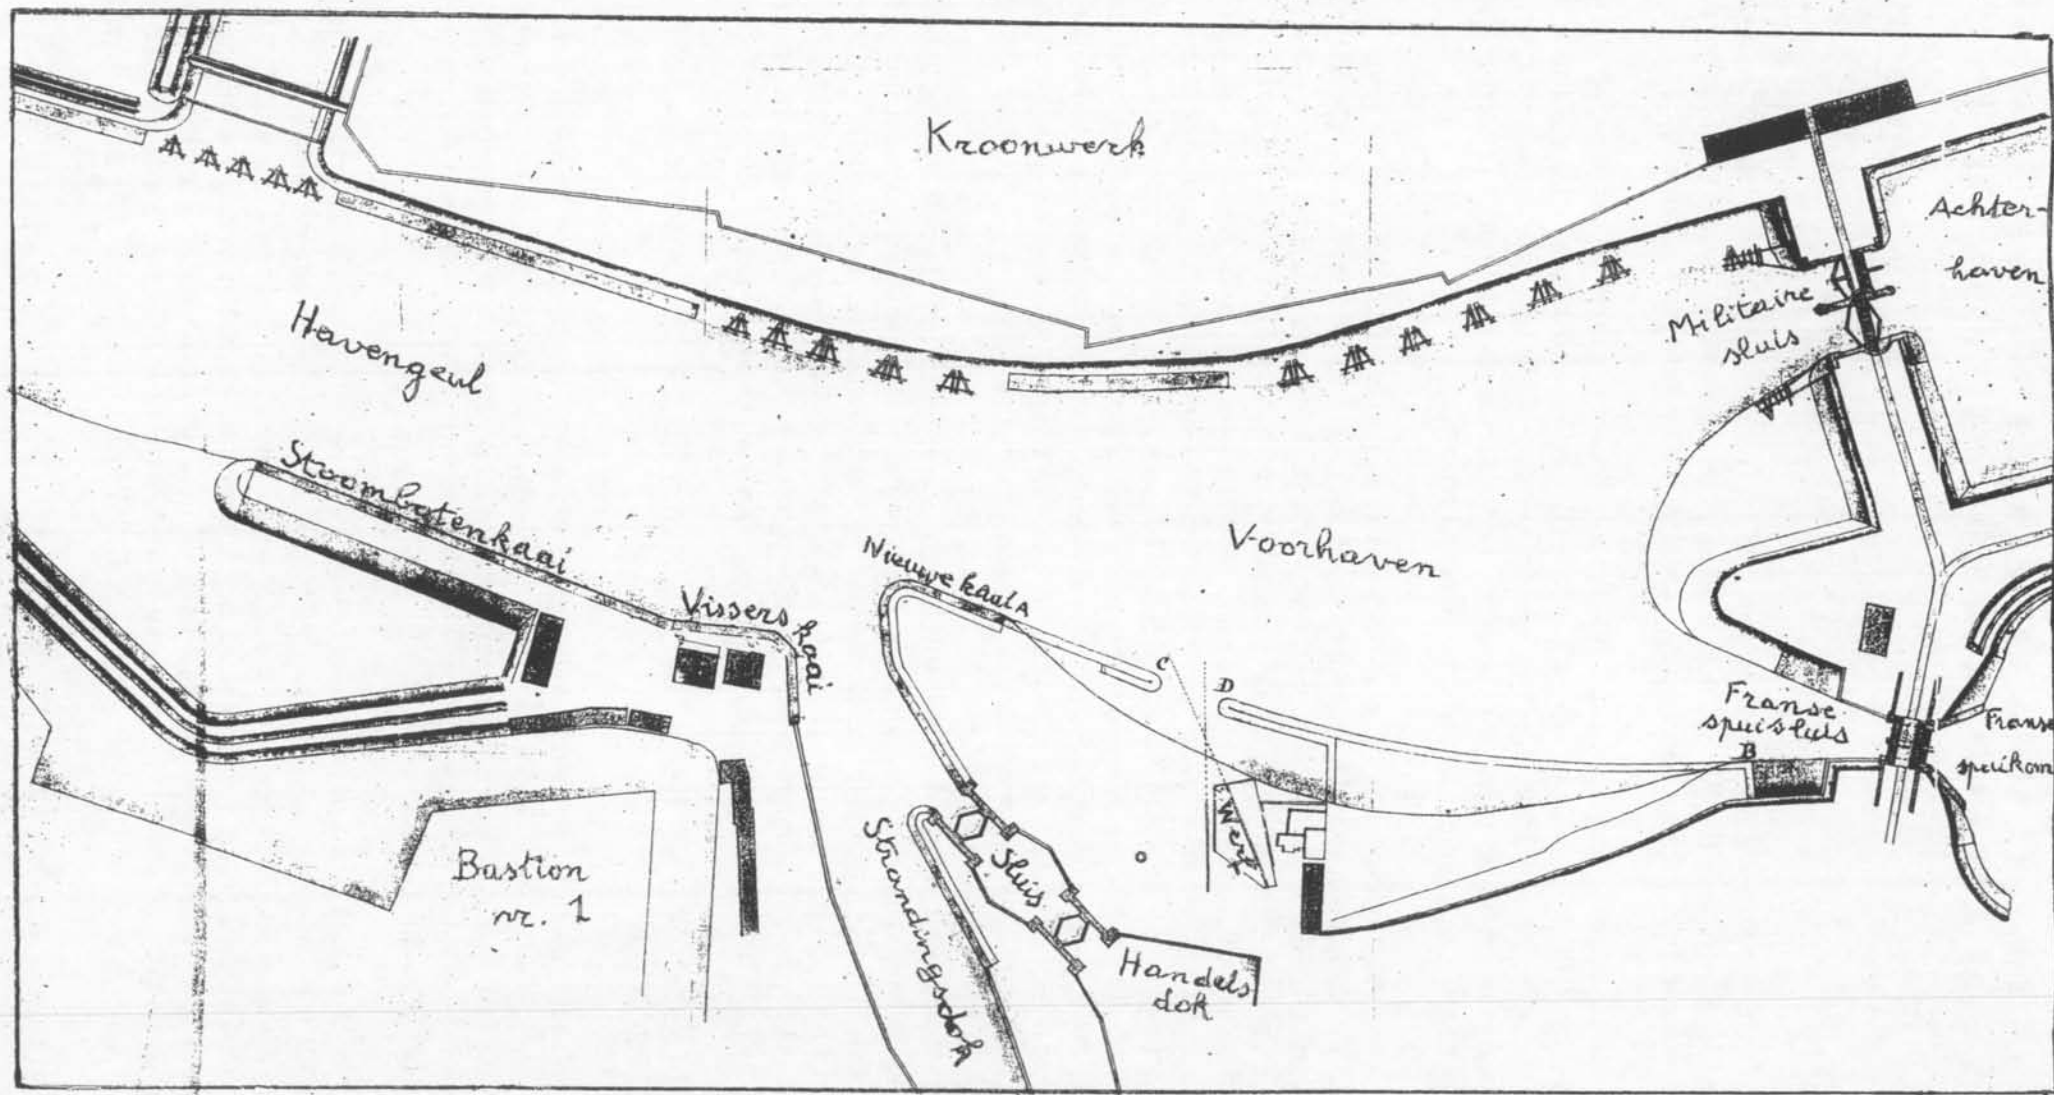 Kroonwerk
Achter-
haven
Militaire
sluis
Havengeul
Stoombotenkaai
Vissers kaai
Nieuwe kaai A
Voorhaven
C
D
Franse
spuisluis
B
Franse
spuikom
Werf
Bastion
nr. 1
Strandingsdok
Sluis
Handels
dok